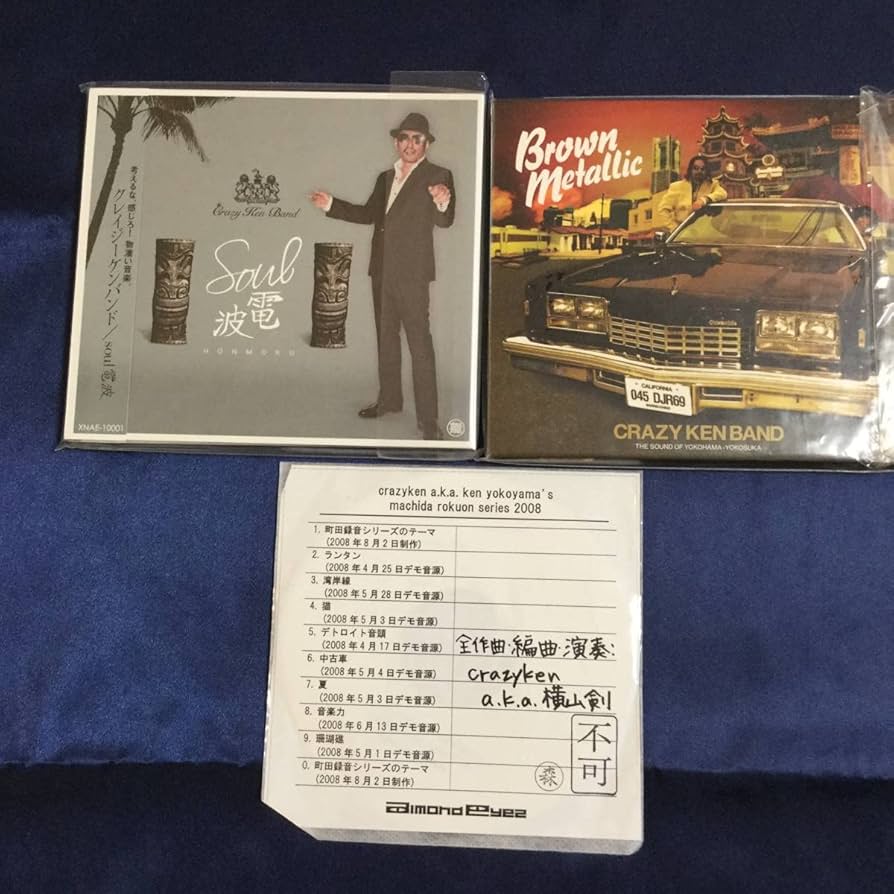 考えるな、感じろ! 物凄い音楽。
クレイジーケンバンド/soul電波
XNAE-10001
Crazy Ken Band
Soul
電波
HONMOKU
Brown
Metallic
CALIFORNIA
045 DJR69
CRAZY KEN BAND
THE SOUND OF YOKOHAMA-YOKOSUKA
crazyken a.k.a. ken yokoyama's
machida rokuon series 2008
1. 町田録音シリーズのテーマ
(2008年8月2日制作)
2. ランタン
(2008年4月25日デモ音源)
3. 湾岸線
(2008年5月28日デモ音源)
4. 猫
(2008年5月3日デモ音源)
5. デトロイト音頭
(2008年4月17日デモ音源)
6. 中古車
(2008年5月4日デモ音源)
7. 夏
(2008年5月3日デモ音源)
8. 音楽力
(2008年6月13日デモ音源)
9. 珊瑚礁
(2008年5月1日デモ音源)
0. 町田録音シリーズのテーマ
(2008年8月2日制作)
全作曲・編曲・演奏:
crazyken
a.k.a. 横山剣
不可
森
almondeyez